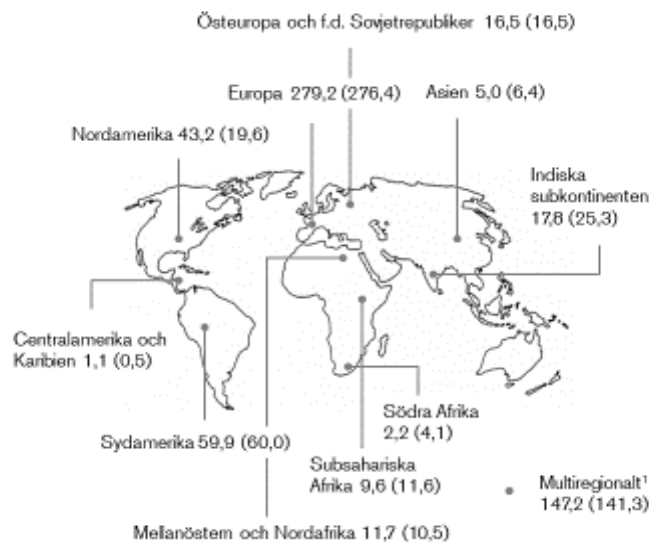 Östeuropa och f.d. Sovjetrepubliker 16,5 (16,5)
Europa 279,2 (276,4)
Asien 5,0 (6,4)
Nordamerika 43,2 (19,6)
Indiska
subkontinenten
17,8 (25,3)
Centralamerika och
Karibien 1,1 (0,5)
Södra Afrika
2,2 (4,1)
Sydamerika 59,9 (60,0)
Subsahariska
Afrika 9,6 (11,6)
Multiregionalt¹
147,2 (141,3)
Mellanöstern och Nordafrika 11,7 (10,5)